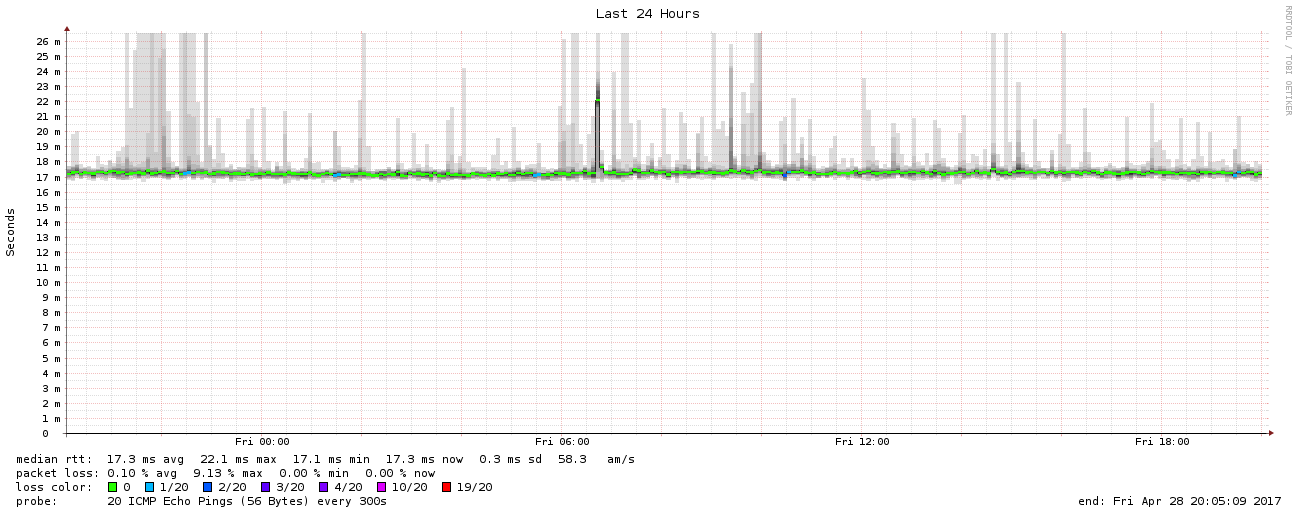 Last 24 Hours
RRDTOOL / TOBI OETIKER
Seconds
26 m
25 m
24 m
23 m
22 m
21 m
20 m
19 m
18 m
17 m
16 m
15 m
14 m
13 m
12 m
11 m
10 m
9 m
8 m
7 m
6 m
5 m
4 m
3 m
2 m
1 m
0
Fri 00:00 Fri 06:00 Fri 12:00 Fri 18:00
median rtt: 17.3 ms avg 22.1 ms max 17.1 ms min 17.3 ms now 0.3 ms sd 58.3 am/s
packet loss: 0.10 % avg 9.13 % max 0.00 % min 0.00 % now
loss color: 0 1/20 2/20 3/20 4/20 10/20 19/20
probe: 20 ICMP Echo Pings (56 Bytes) every 300s end: Fri Apr 28 20:05:09 2017